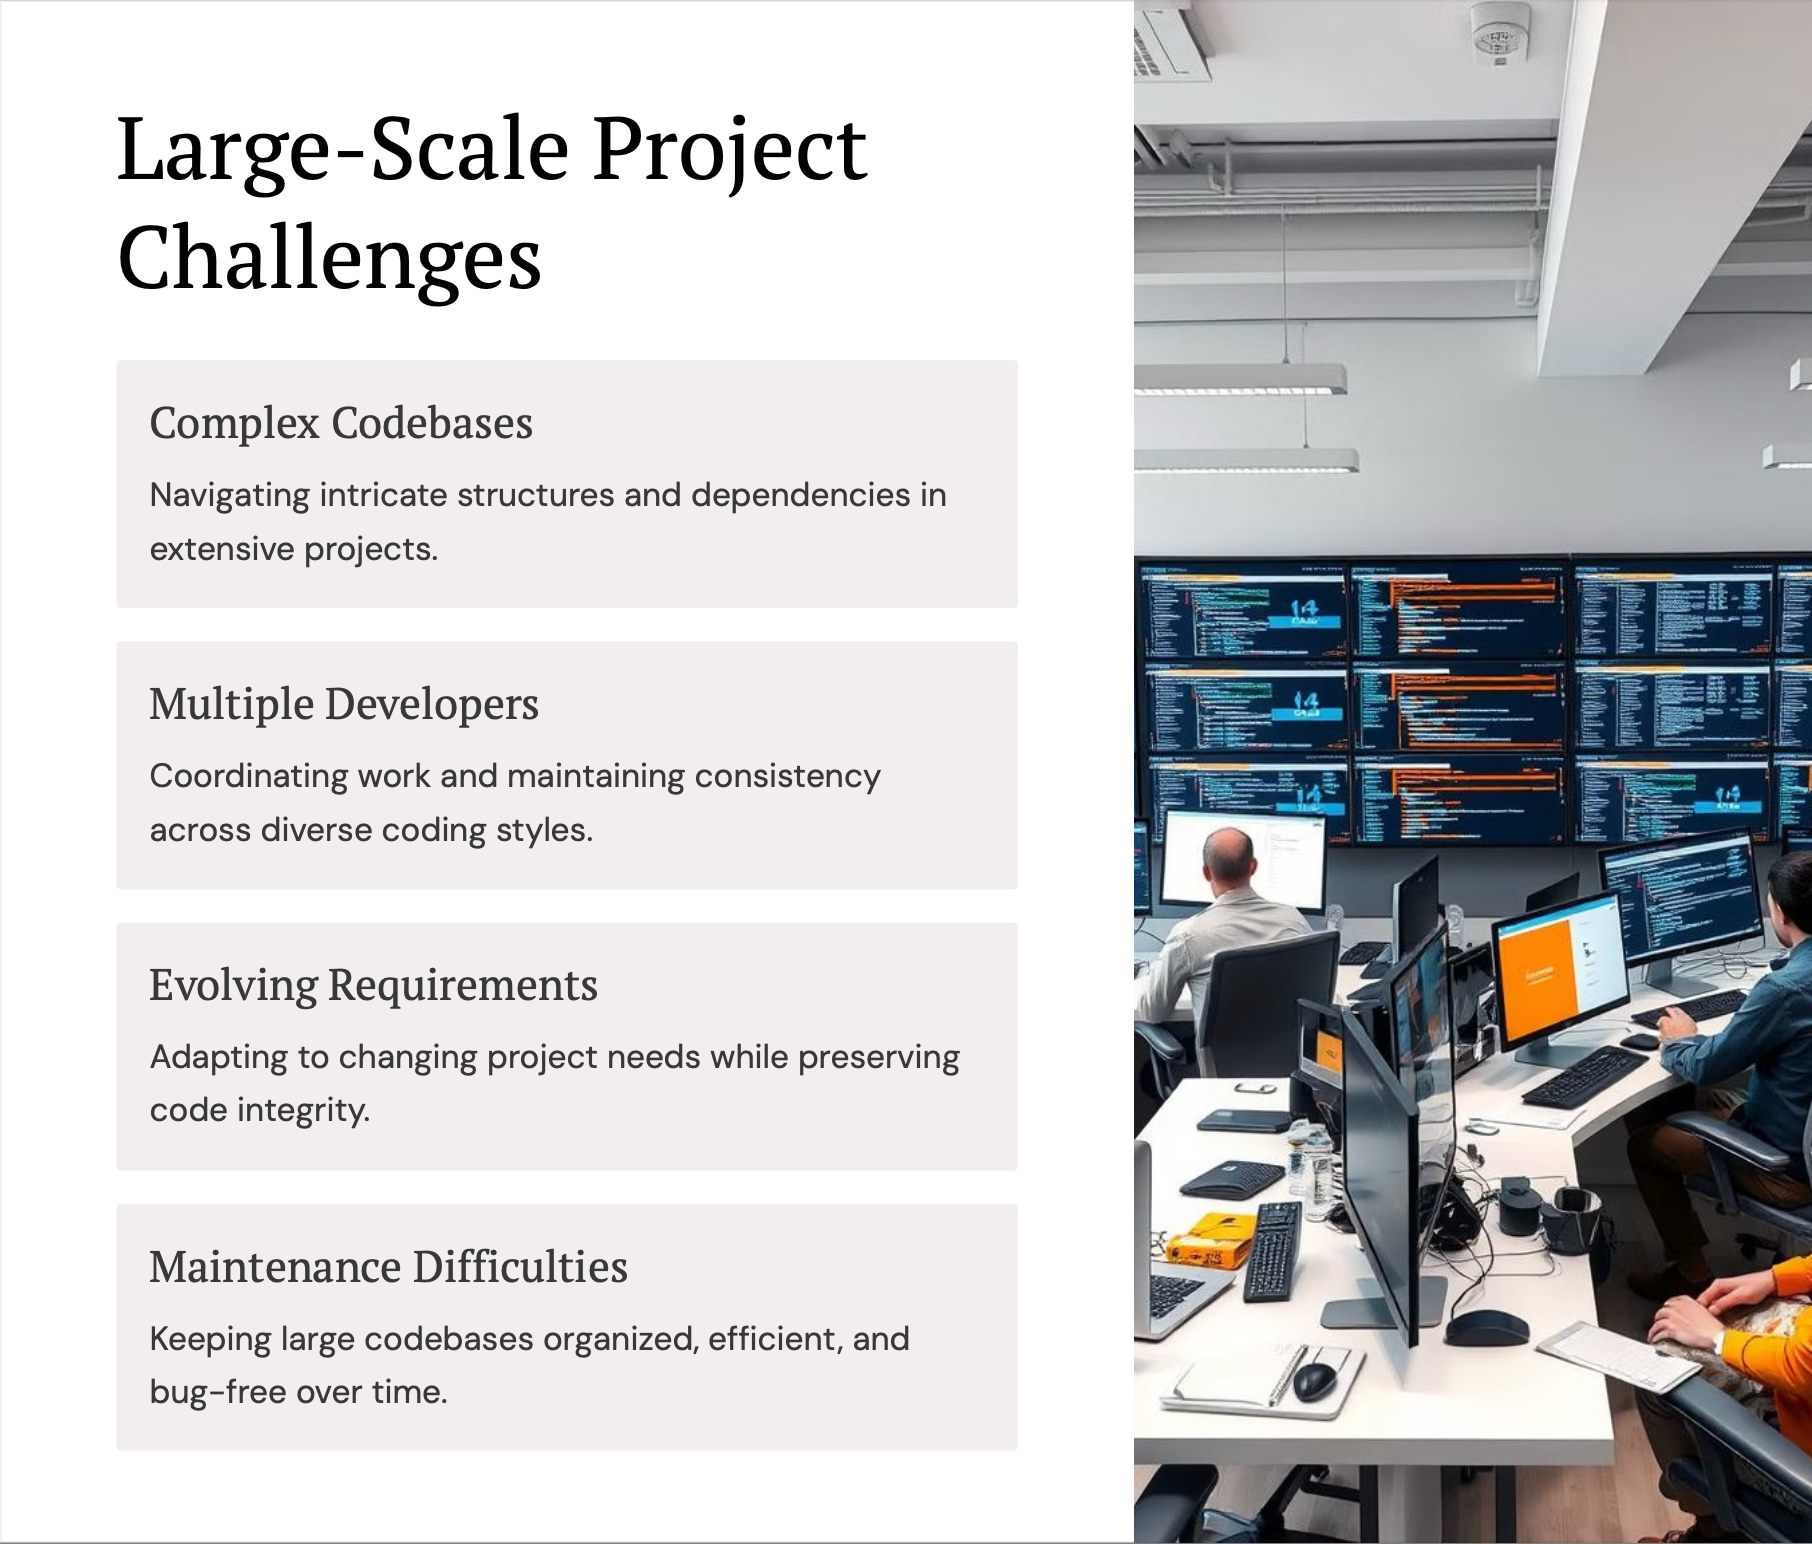 Large-Scale Project
Challenges
Complex Codebases
Navigating intricate structures and dependencies in
extensive projects.
Multiple Developers
Coordinating work and maintaining consistency
across diverse coding styles.
Evolving Requirements
Adapting to changing project needs while preserving
code integrity.
Maintenance Difficulties
Keeping large codebases organized, efficient, and
bug-free over time.